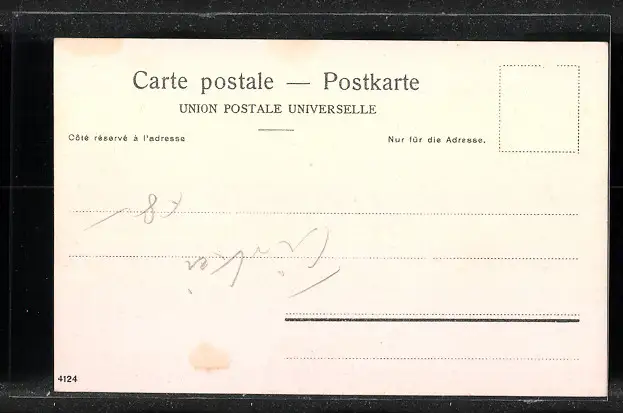 Carte postale — Postkarte
UNION POSTALE UNIVERSELLE
Côté réservé à l'adresse
Nur für die Adresse.
4124